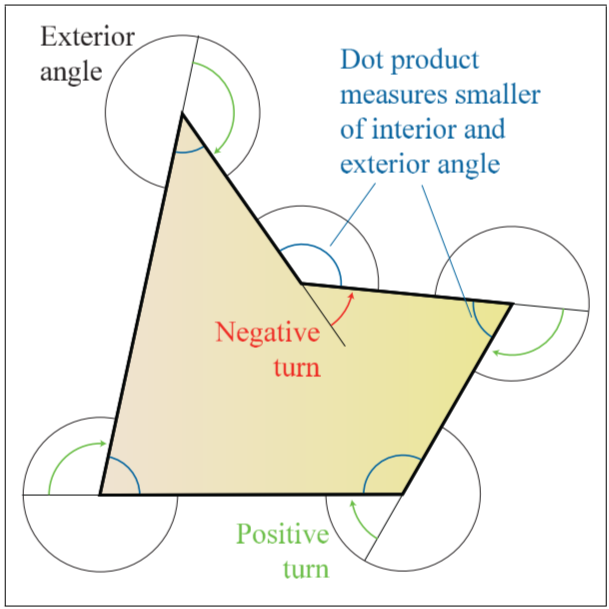 Exterior
angle
Dot product
measures smaller
of interior and
exterior angle
Negative
turn
Positive
turn